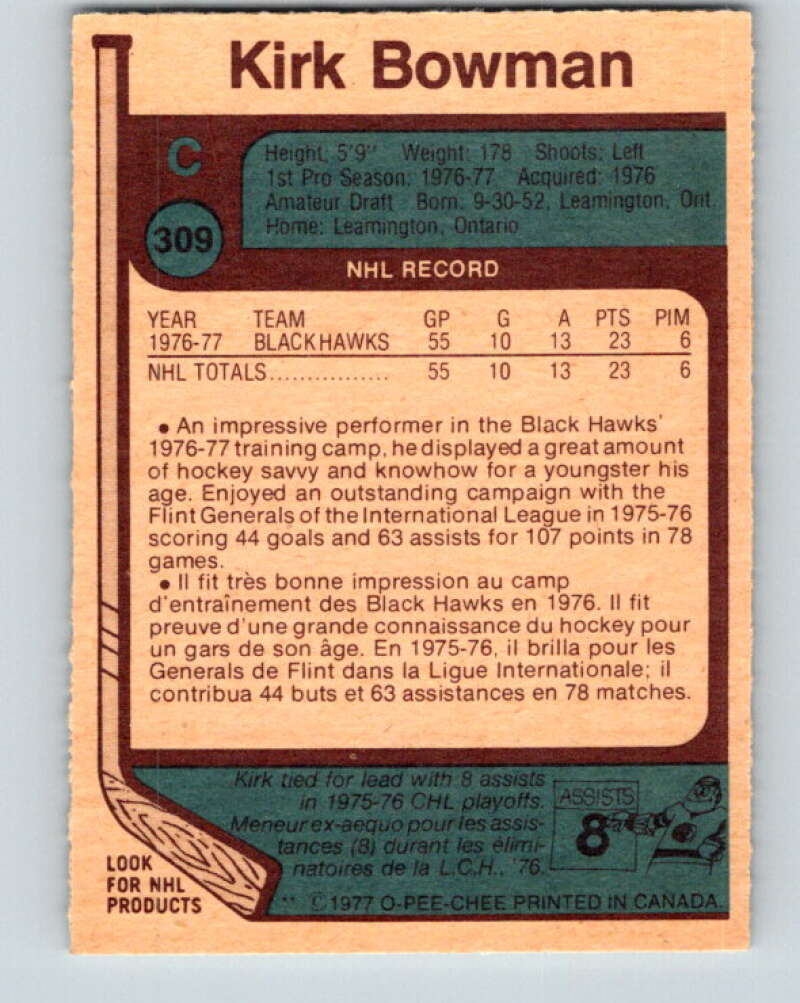 Kirk Bowman
C
Height: 5'9" Weight: 178 Shoots: Left
1st Pro Season: 1976-77 Acquired: 1976
Amateur Draft Born: 9-30-52, Leamington, Ont.
Home: Leamington, Ontario
309
NHL RECORD
YEAR TEAM GP G A PTS PIM
1976-77 BLACK HAWKS 55 10 13 23 6
NHL TOTALS................ 55 10 13 23 6
• An impressive performer in the Black Hawks'
1976-77 training camp, he displayed a great amount
of hockey savvy and knowhow for a youngster his
age. Enjoyed an outstanding campaign with the
Flint Generals of the International League in 1975-76
scoring 44 goals and 63 assists for 107 points in 78
games.
• Il fit très bonne impression au camp
d'entraînement des Black Hawks en 1976. Il fit
preuve d'une grande connaissance du hockey pour
un gars de son âge. En 1975-76, il brilla pour les
Generals de Flint dans la Ligue Internationale; il
contribua 44 buts et 63 assistances en 78 matches.
Kirk tied for lead with 8 assists
in 1975-76 CHL playoffs.
Meneur ex-aequo pour les assis-
tances (8) durant les élimi-
natoires de la L.C.H., '76.
ASSISTS
8
LOOK
FOR NHL
PRODUCTS
** ©1977 O-PEE-CHEE PRINTED IN CANADA.